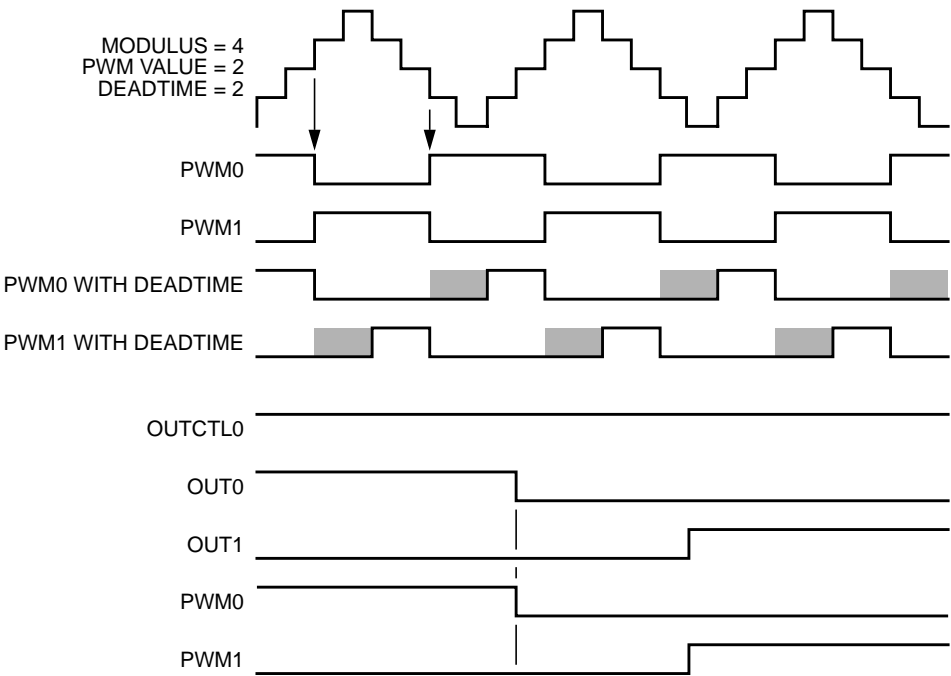 MODULUS = 4
PWM VALUE = 2
DEADTIME = 2
PWM0
PWM1
PWM0 WITH DEADTIME
PWM1 WITH DEADTIME
OUTCTL0
OUT0
OUT1
PWM0
PWM1